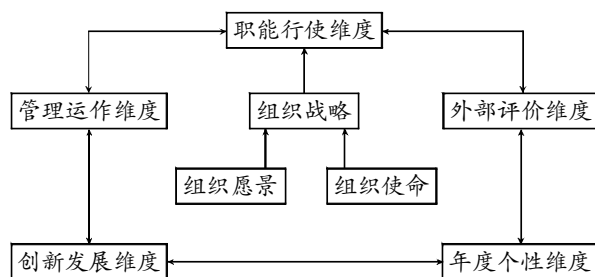 职能行使维度
管理运作维度
组织战略
外部评价维度
组织愿景
组织使命
创新发展维度
年度个性维度